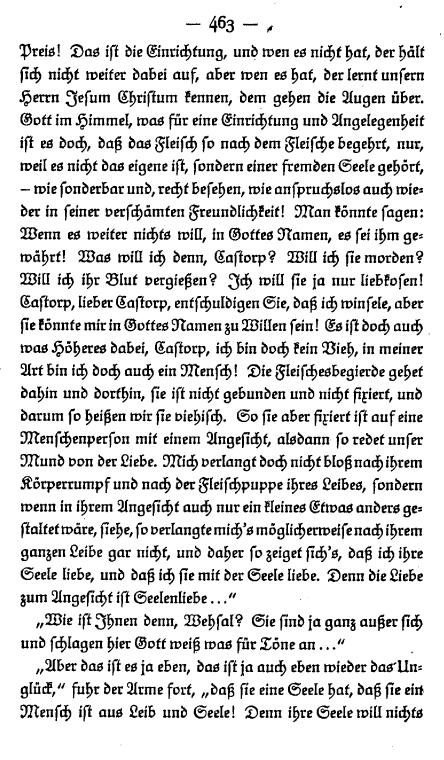 — 463 —
Preis! Das ist die Einrichtung, und wen es nicht hat, der hält
sich nicht weiter dabei auf, aber wen es hat, der lernt unsern
Herrn Jesum Christum kennen, dem gehen die Augen über.
Gott im Himmel, was für eine Einrichtung und Angelegenheit
ist es doch, daß das Fleisch so nach dem Fleische begehrt, nur,
weil es nicht das eigene ist, sondern einer fremden Seele gehört,
– wie sonderbar und, recht besehen, wie anspruchslos auch wie-
der in seiner verschämten Freundlichkeit! Man könnte sagen:
Wenn es weiter nichts will, in Gottes Namen, es sei ihm ge-
währt! Was will ich denn, Castorp? Will ich sie morden?
Will ich ihr Blut vergießen? Ich will sie ja nur liebkosen!
Castorp, lieber Castorp, entschuldigen Sie, daß ich winsele, aber
sie könnte mir in Gottes Namen zu Willen sein! Es ist doch auch
was Höheres dabei, Castorp, ich bin doch kein Vieh, in meiner
Art bin ich doch auch ein Mensch! Die Fleischesbegierde gehet
dahin und dorthin, sie ist nicht gebunden und nicht fixiert, und
darum so heißen wir sie viehisch. So sie aber fixiert ist auf eine
Menschenperson mit einem Angesicht, alsdann so redet unser
Mund von der Liebe. Mich verlangt doch nicht bloß nach ihrem
Körperrumpf und nach der Fleischpuppe ihres Leibes, sondern
wenn in ihrem Angesicht auch nur ein kleines Etwas anders ge-
staltet wäre, siehe, so verlangte mich's möglicherweise nach ihrem
ganzen Leibe gar nicht, und daher so zeiget sich's, daß ich ihre
Seele liebe, und daß ich sie mit der Seele liebe. Denn die Liebe
zum Angesicht ist Seelenliebe ..."
„Wie ist Ihnen denn, Wehsal? Sie sind ja ganz außer sich
und schlagen hier Gott weiß was für Töne an ..."
„Aber das ist es ja eben, das ist ja auch eben wieder das Un-
glück," fuhr der Arme fort, „daß sie eine Seele hat, daß sie ein
Mensch ist aus Leib und Seele! Denn ihre Seele will nichts